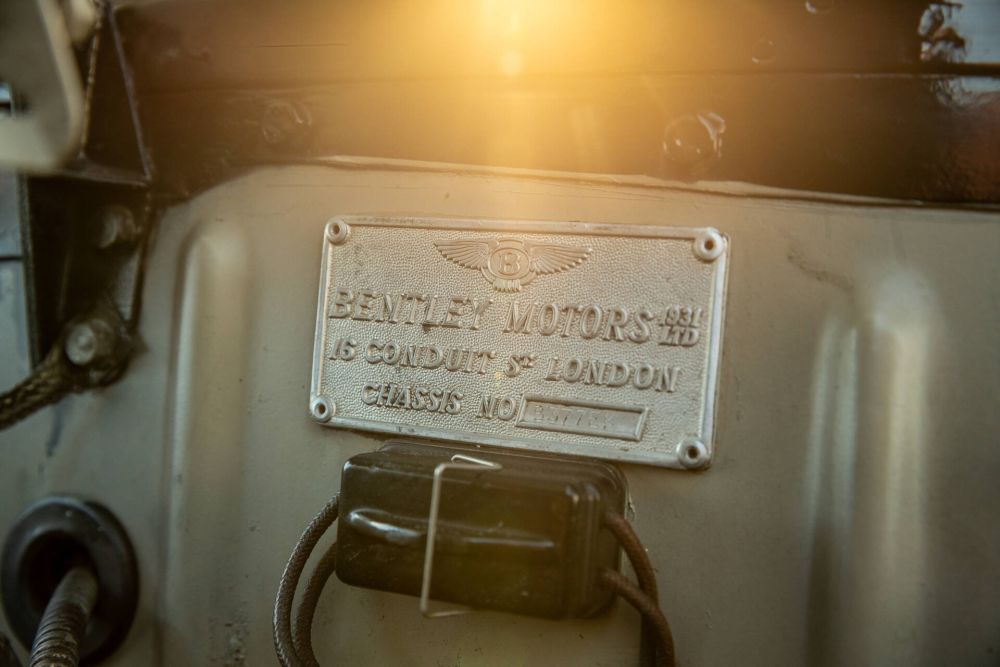 B
BENTLEY MOTORS 1931 LTD
16 CONDUIT ST LONDON
CHASSIS NO